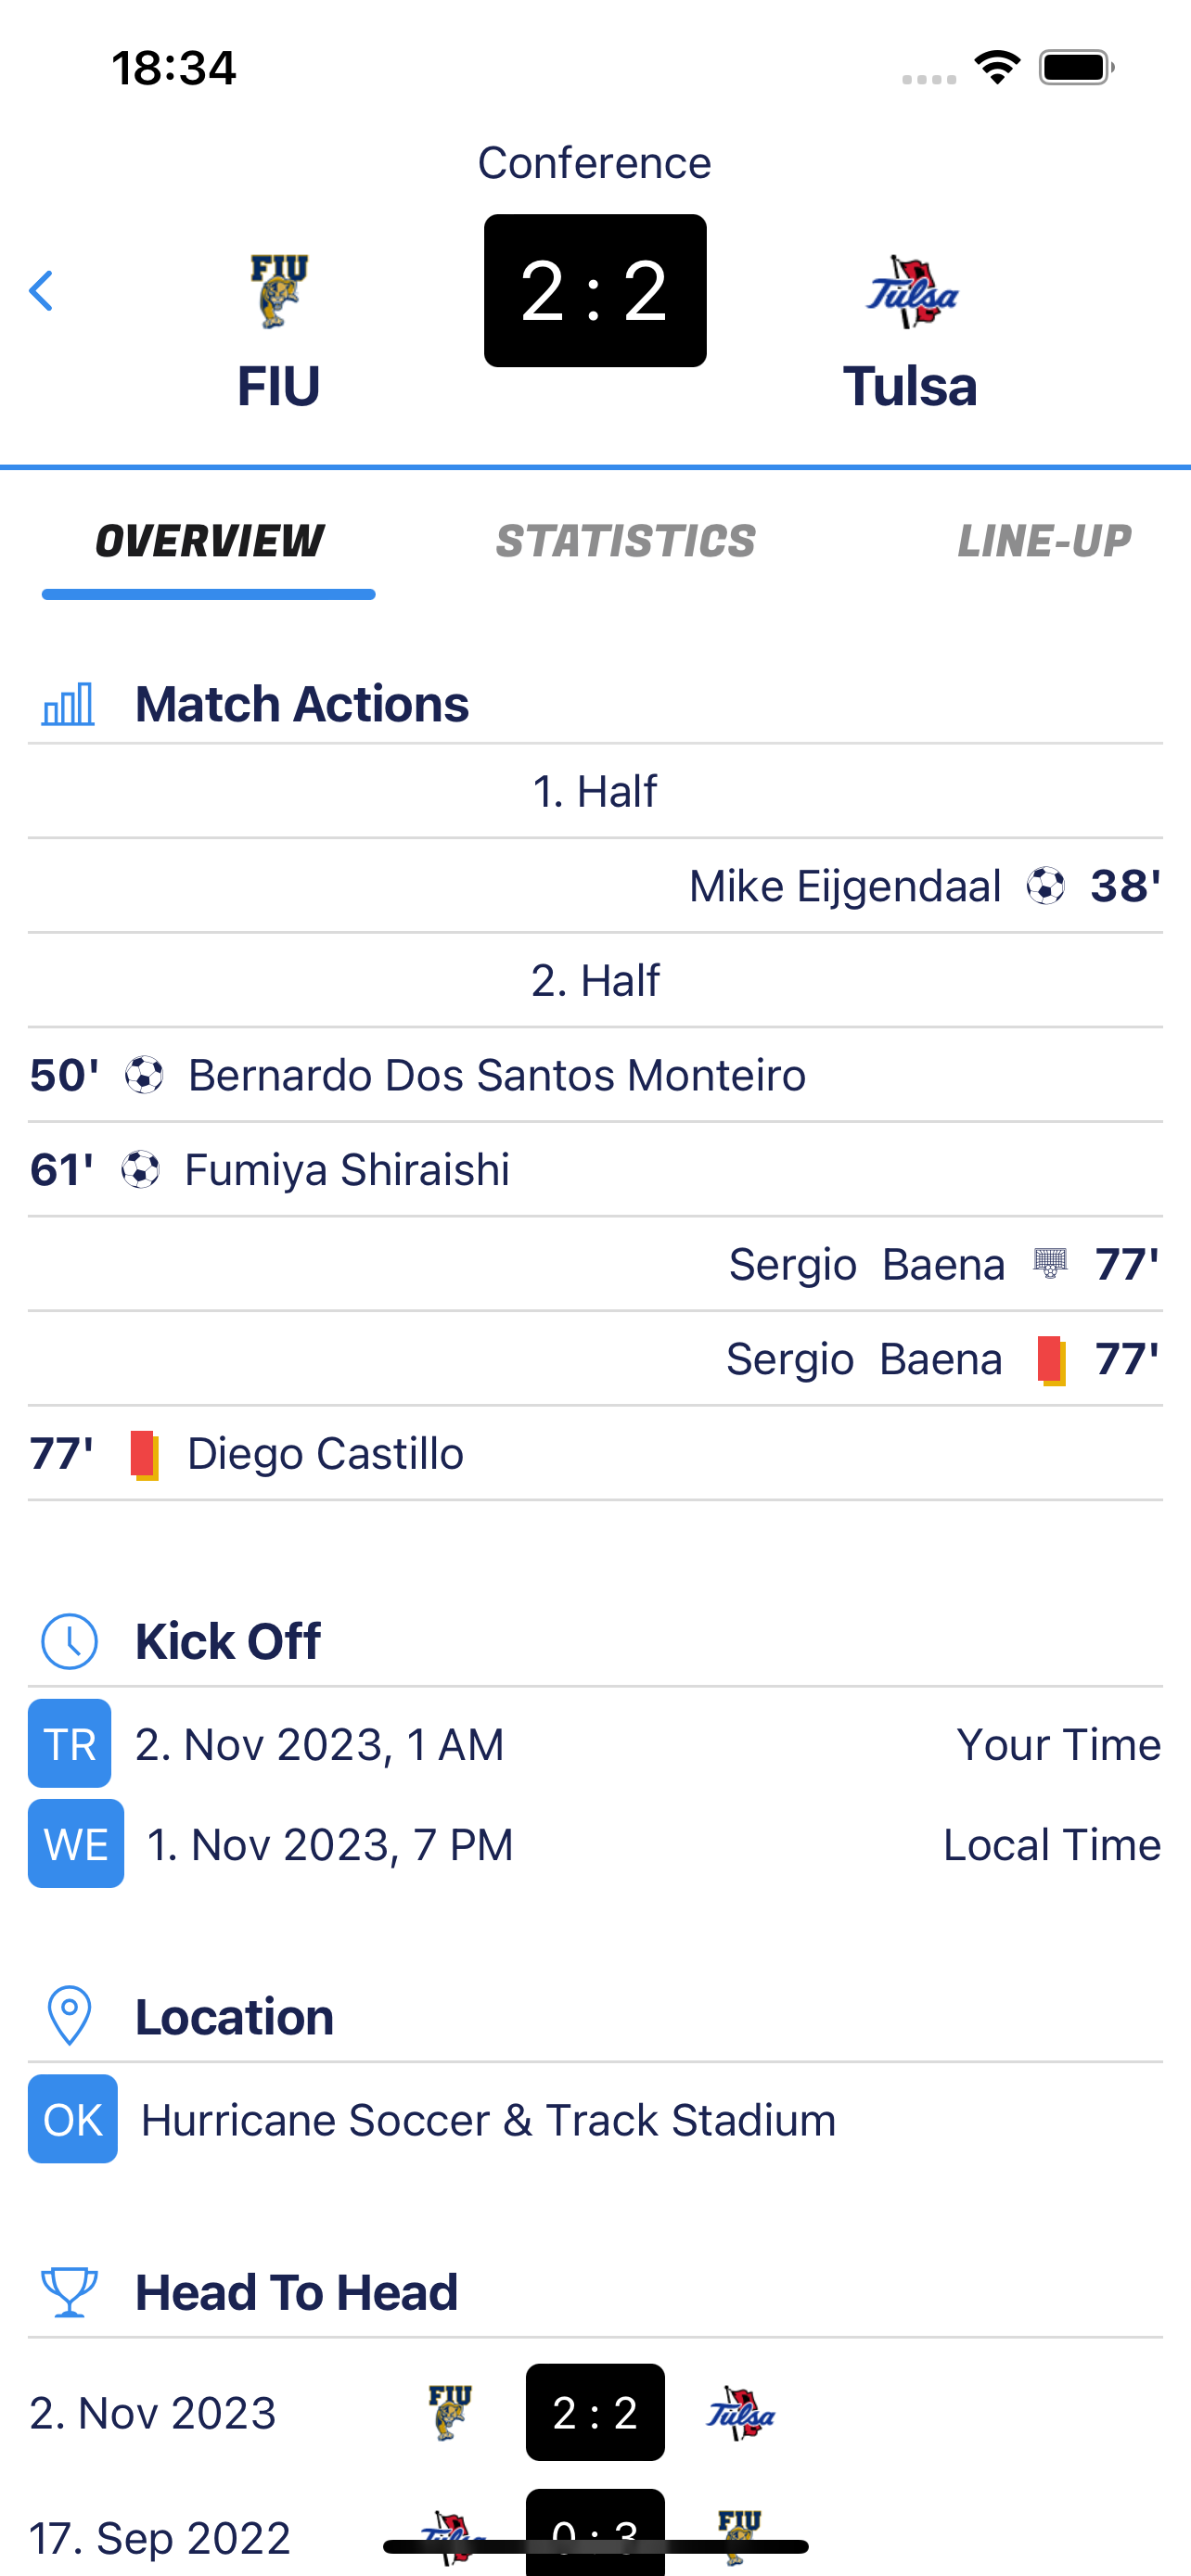 18:34
Conference
FIU 2 : 2 Tulsa
FIU Tulsa
OVERVIEW STATISTICS LINE-UP
Match Actions
1. Half
Mike Eijgendaal 38'
2. Half
50' Bernardo Dos Santos Monteiro
61' Fumiya Shiraishi
Sergio Baena 77'
Sergio Baena 77'
77' Diego Castillo
Kick Off
TR 2. Nov 2023, 1 AM Your Time
WE 1. Nov 2023, 7 PM Local Time
Location
OK Hurricane Soccer & Track Stadium
Head To Head
2. Nov 2023 FIU 2 : 2 Tulsa
17. Sep 2022 Tulsa 0 : 3 FIU